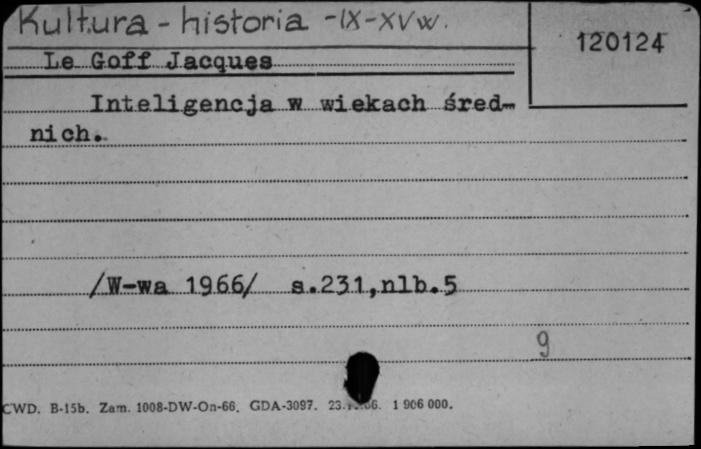 Kultura - historia - IX-XVw.
120124
Le Goff Jacques
Inteligencja w wiekach śred-
nich.
/W-wa 1966/ s.231,nlb.5
9
CWD. B-15b. Zam. 1008-DW-On-66. GDA-3097. 1 906 000.